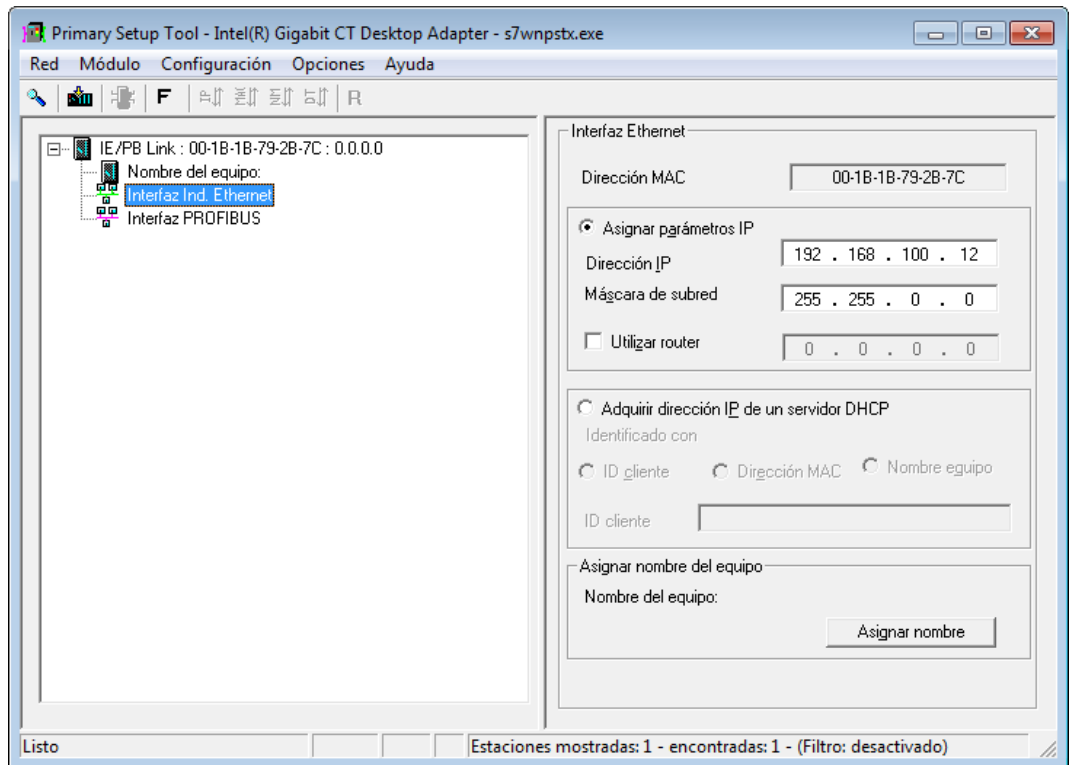 Primary Setup Tool - Intel(R) Gigabit CT Desktop Adapter - s7wnpstx.exe
Red Módulo Configuración Opciones Ayuda
F R
IE/PB Link : 00-1B-1B-79-2B-7C : 0.0.0.0
Nombre del equipo:
Interfaz Ind. Ethernet
Interfaz PROFIBUS
Interfaz Ethernet
Dirección MAC 00-1B-1B-79-2B-7C
Asignar parámetros IP
Dirección IP 192 . 168 . 100 . 12
Máscara de subred 255 . 255 . 0 . 0
Utilizar router 0 . 0 . 0 . 0
Adquirir dirección IP de un servidor DHCP
Identificado con
ID cliente Dirección MAC Nombre equipo
ID cliente
Asignar nombre del equipo
Nombre del equipo:
Asignar nombre
Listo Estaciones mostradas: 1 - encontradas: 1 - (Filtro: desactivado)